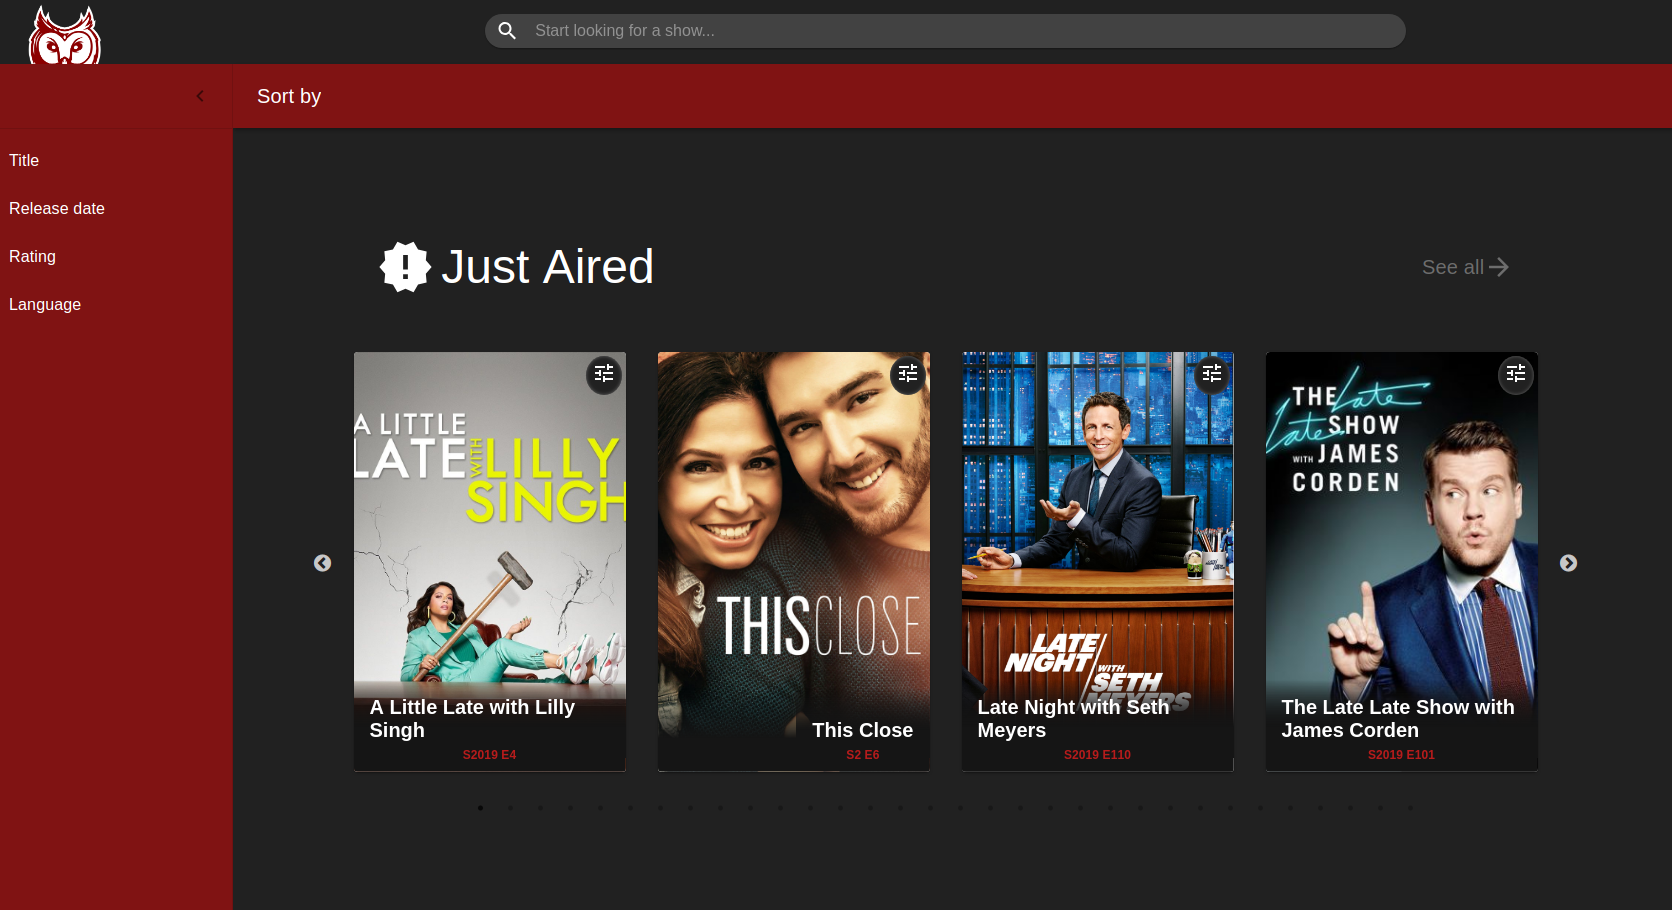 Start looking for a show...
Sort by
Title
Release date
Rating
Language
Just Aired
See all
A LITTLE
LATE WITH LILLY
SINGH
A Little Late with Lilly
Singh
S2019 E4
THISCLOSE
This Close
S2 E6
LATE
NIGHT
WITH
SETH
MEYERS
Late Night with Seth
Meyers
S2019 E110
THE Late
Late SHOW
WITH JAMES
CORDEN
The Late Late Show with
James Corden
S2019 E101